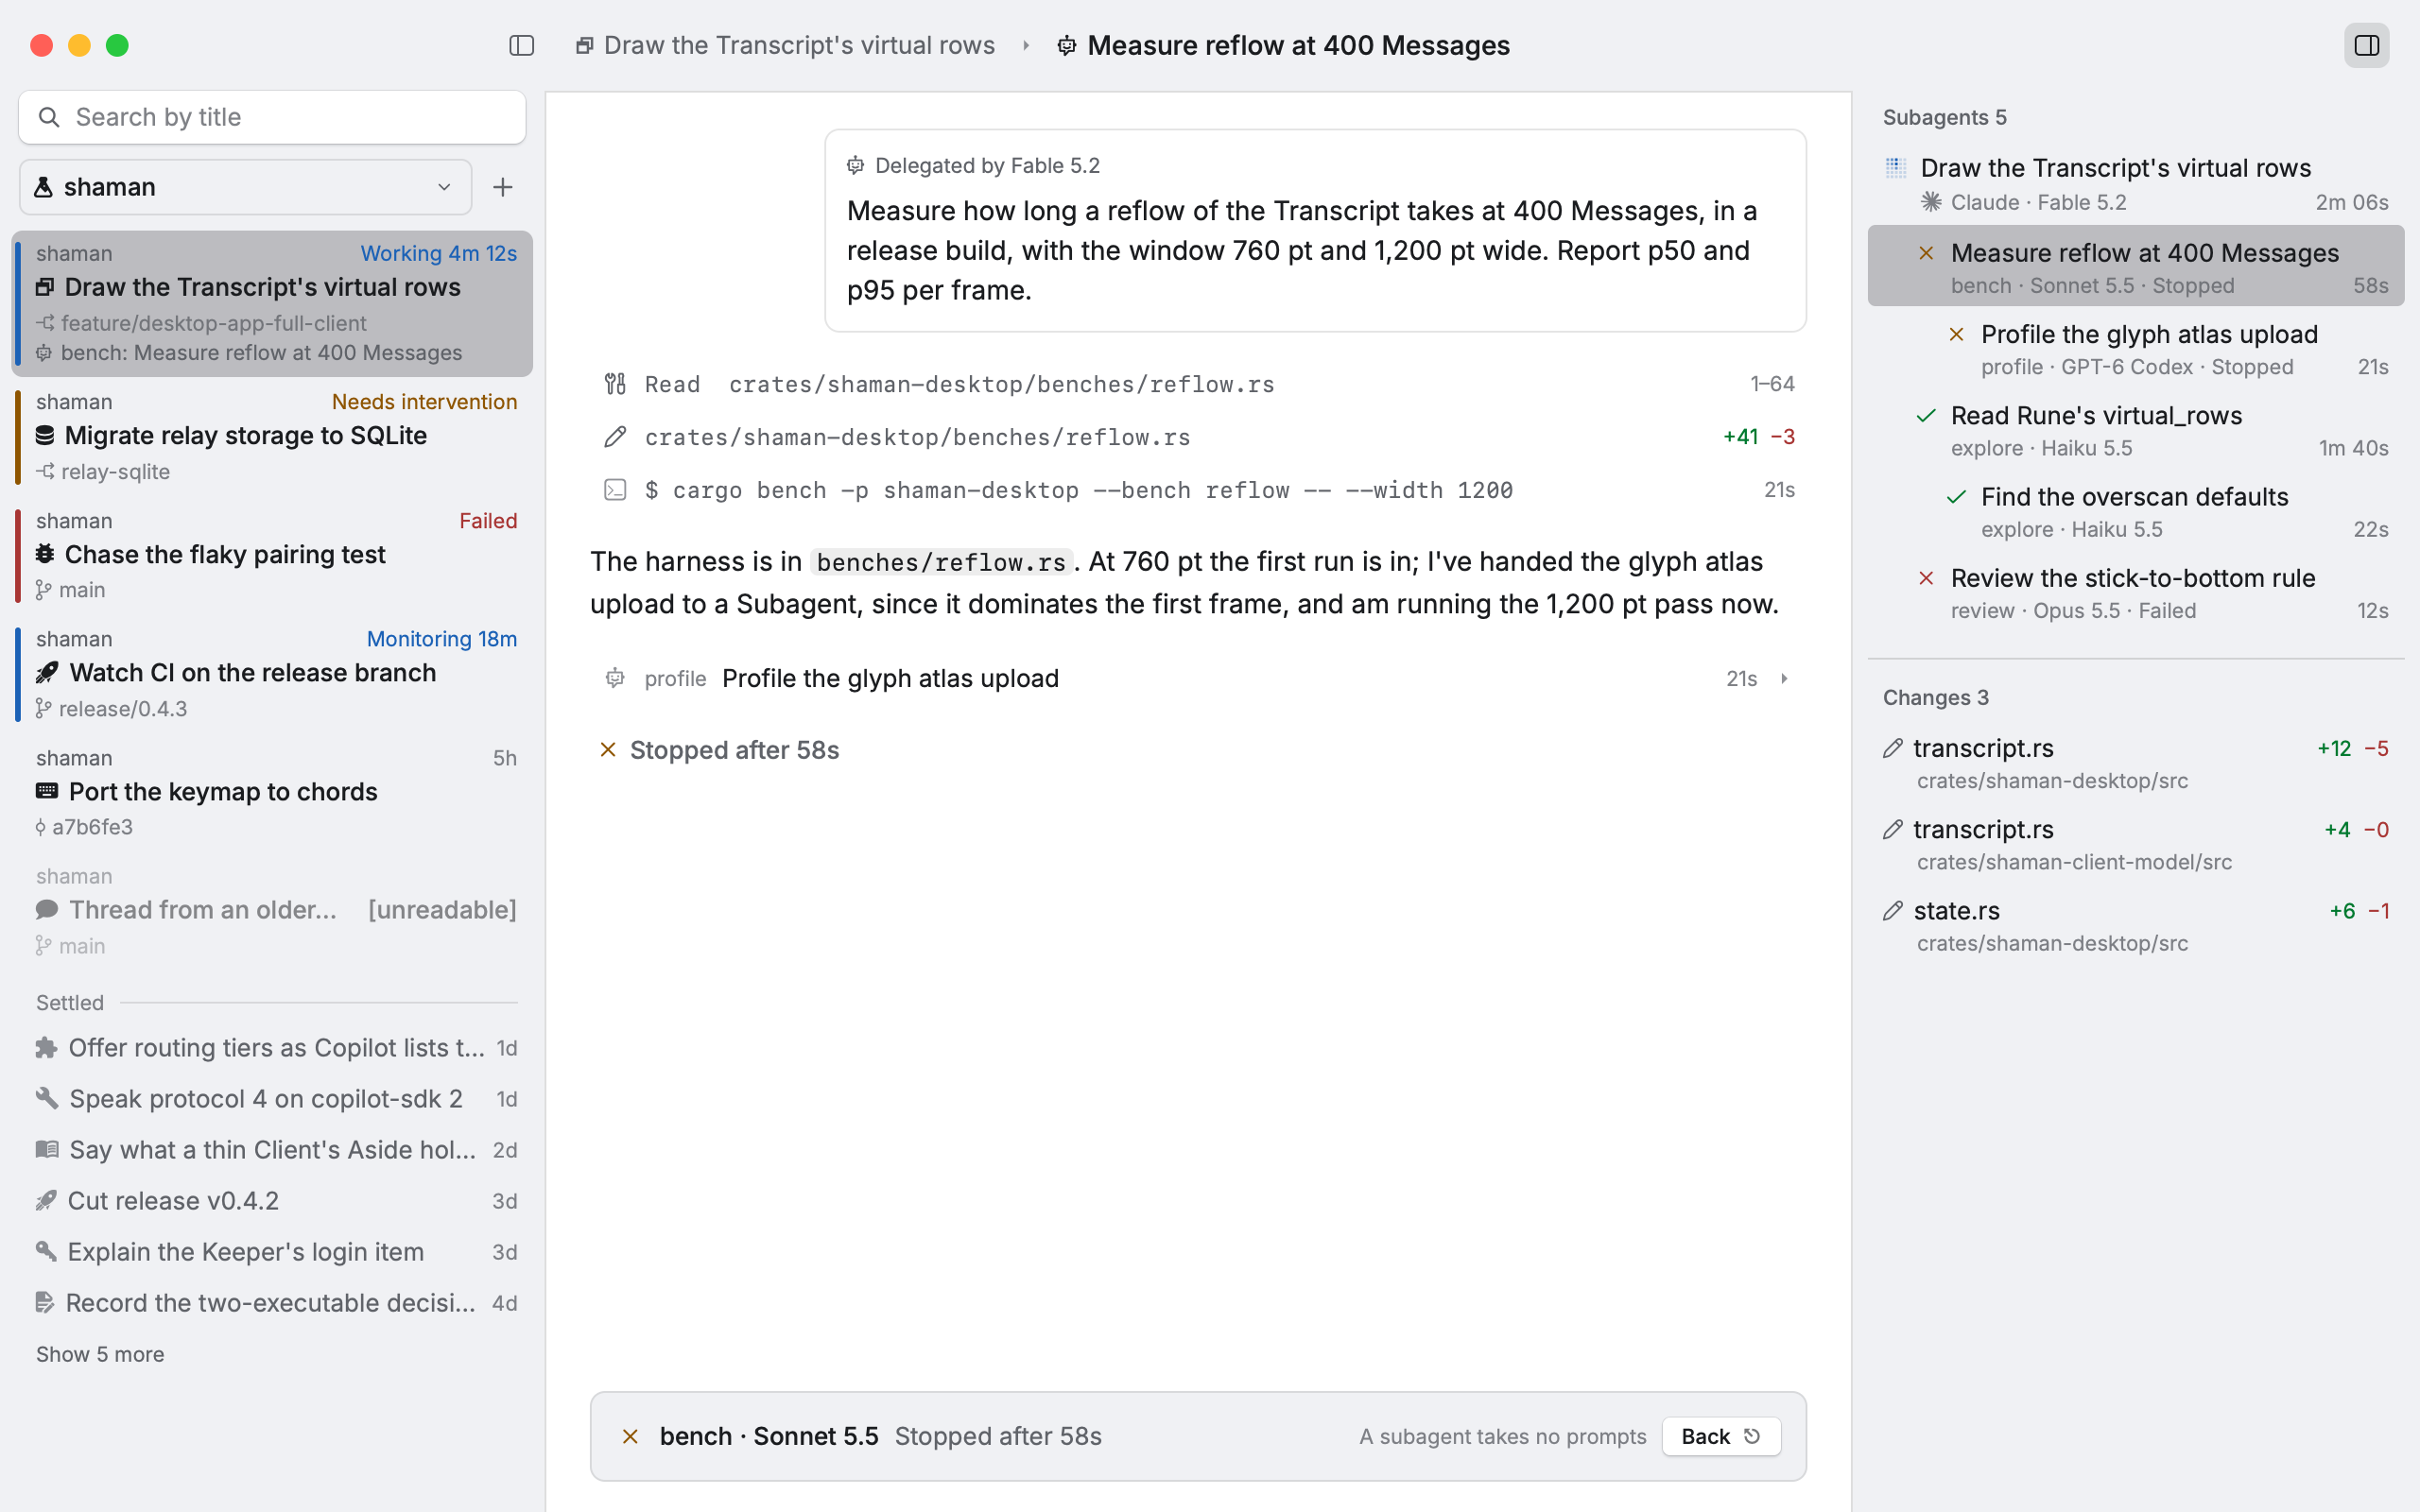 Draw the Transcript's virtual rows
Measure reflow at 400 Messages
Search by title
shaman
shaman
Working 4m 12s
Draw the Transcript's virtual rows
feature/desktop-app-full-client
bench: Measure reflow at 400 Messages
shaman
Needs intervention
Migrate relay storage to SQLite
relay-sqlite
shaman
Failed
Chase the flaky pairing test
main
shaman
Monitoring 18m
Watch CI on the release branch
release/0.4.3
shaman
5h
Port the keymap to chords
a7b6fe3
shaman
Thread from an older... [unreadable]
main
Settled
Offer routing tiers as Copilot lists t... 1d
Speak protocol 4 on copilot-sdk 2 1d
Say what a thin Client's Aside hol... 2d
Cut release v0.4.2 3d
Explain the Keeper's login item 3d
Record the two-executable decisi... 4d
Show 5 more
Delegated by Fable 5.2
Measure how long a reflow of the Transcript takes at 400 Messages, in a
release build, with the window 760 pt and 1,200 pt wide. Report p50 and
p95 per frame.
Read crates/shaman-desktop/benches/reflow.rs 1–64
crates/shaman-desktop/benches/reflow.rs +41 −3
$ cargo bench -p shaman-desktop --bench reflow -- --width 1200 21s
The harness is in benches/reflow.rs. At 760 pt the first run is in; I've handed the glyph atlas
upload to a Subagent, since it dominates the first frame, and am running the 1,200 pt pass now.
profile Profile the glyph atlas upload 21s
Stopped after 58s
bench · Sonnet 5.5 Stopped after 58s A subagent takes no prompts Back
Subagents 5
Draw the Transcript's virtual rows
Claude · Fable 5.2 2m 06s
Measure reflow at 400 Messages
bench · Sonnet 5.5 · Stopped 58s
Profile the glyph atlas upload
profile · GPT-6 Codex · Stopped 21s
Read Rune's virtual_rows
explore · Haiku 5.5 1m 40s
Find the overscan defaults
explore · Haiku 5.5 22s
Review the stick-to-bottom rule
review · Opus 5.5 · Failed 12s
Changes 3
transcript.rs +12 −5
crates/shaman-desktop/src
transcript.rs +4 −0
crates/shaman-client-model/src
state.rs +6 −1
crates/shaman-desktop/src